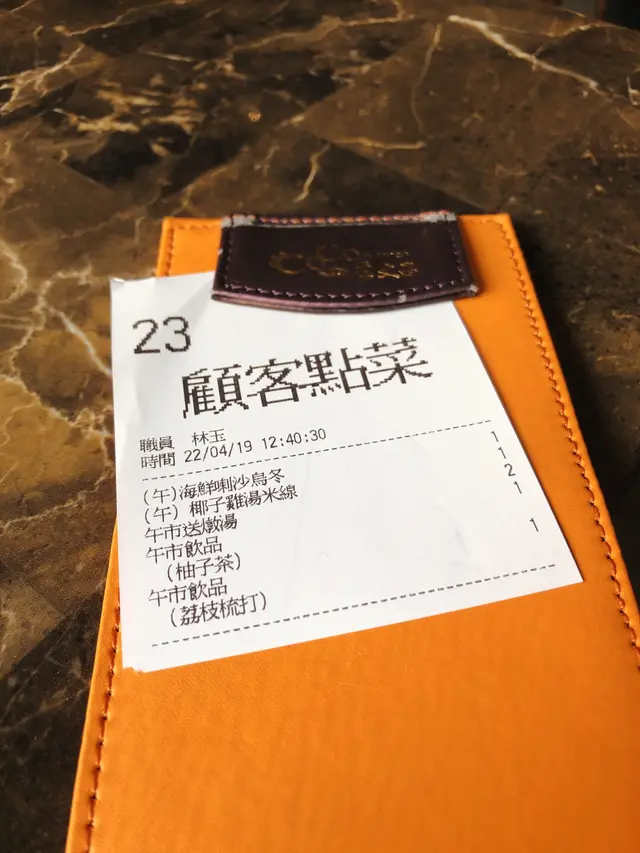 23
顧客點菜
職員 林玉
時間 22/04/19 12:40:30
(午)海鮮喇沙烏冬 1
(午) 椰子雞湯米線 1
午市送燉湯 2
午市飲品 1
(柚子茶)
午市飲品 1
(荔枝梳打)